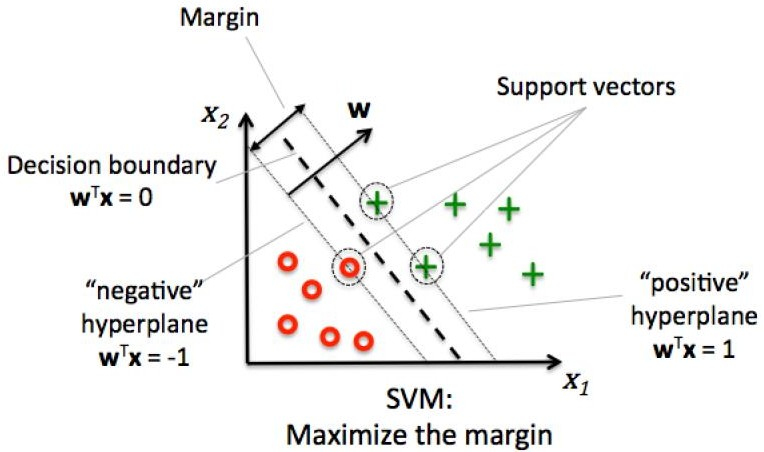 Margin
Support vectors
x₂
w
Decision boundary
wᵀx = 0
“negative”
hyperplane
wᵀx = -1
“positive”
hyperplane
wᵀx = 1
x₁
SVM:
Maximize the margin